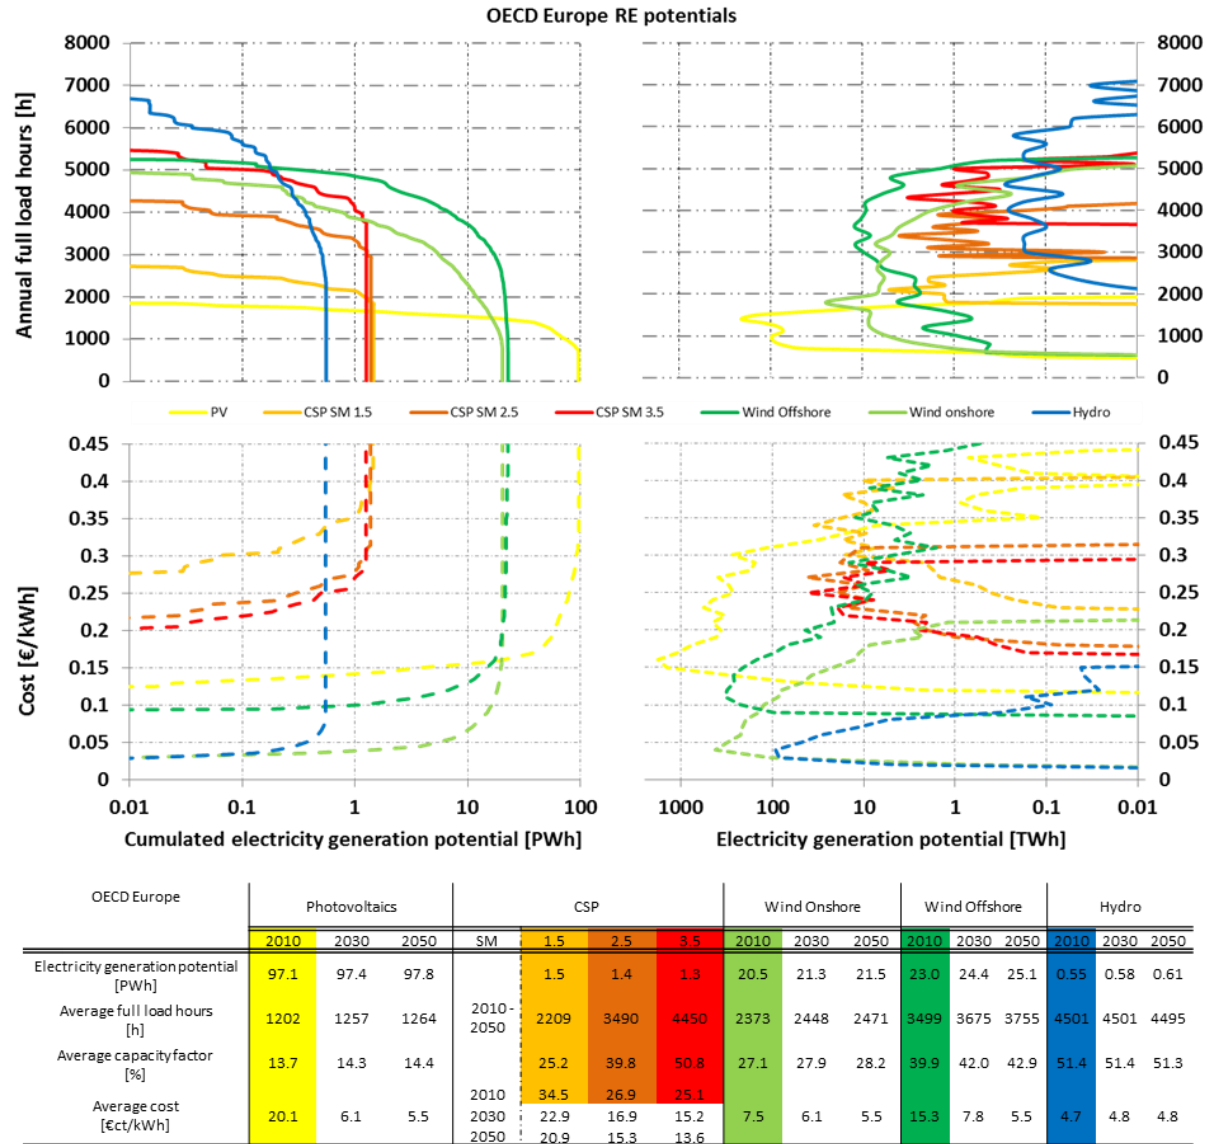 OECD Europe RE potentials
Annual full load hours [h]
8000
7000
6000
5000
4000
3000
2000
1000
0
8000
7000
6000
5000
4000
3000
2000
1000
0
PV CSP SM 1.5 CSP SM 2.5 CSP SM 3.5 Wind Offshore Wind onshore Hydro
Cost [€/kWh]
0.45
0.4
0.35
0.3
0.25
0.2
0.15
0.1
0.05
0
0.45
0.4
0.35
0.3
0.25
0.2
0.15
0.1
0.05
0
0.01 0.1 1 10 100
1000 100 10 1 0.1 0.01
Cumulated electricity generation potential [PWh]
Electricity generation potential [TWh]
OECD Europe Photovoltaics CSP Wind Onshore Wind Offshore Hydro
2010 2030 2050 SM 1.5 2.5 3.5 2010 2030 2050 2010 2030 2050 2010 2030 2050
Electricity generation potential
[PWh]
97.1 97.4 97.8 1.5 1.4 1.3 20.5 21.3 21.5 23.0 24.4 25.1 0.55 0.58 0.61
Average full load hours
[h]
1202 1257 1264 2010 -
2050
2209 3490 4450 2373 2448 2471 3499 3675 3755 4501 4501 4495
Average capacity factor
[%]
13.7 14.3 14.4 25.2 39.8 50.8 27.1 27.9 28.2 39.9 42.0 42.9 51.4 51.4 51.3
Average cost
[€ct/kWh]
20.1 6.1 5.5
2010 34.5 26.9 25.1
2030 22.9 16.9 15.2
2050 20.9 15.3 13.6
7.5 6.1 5.5 15.3 7.8 5.5 4.7 4.8 4.8